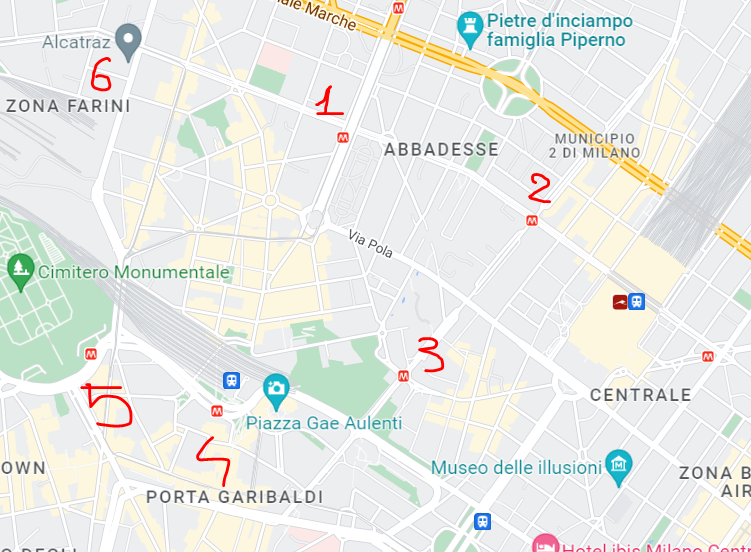 ale Marche
Pietre d'inciampo
famiglia Piperno
Alcatraz
6
ZONA FARINI
1
M
M
ABBADESSE
MUNICIPIO
2 DI MILANO
2
M
Via Pola
Cimitero Monumentale
3
M
M
M
M
CENTRALE
5
Piazza Gae Aulenti
4
OWN
PORTA GARIBALDI
Museo delle illusioni
ZONA B
AIR
HotelF ibis Milano Centr